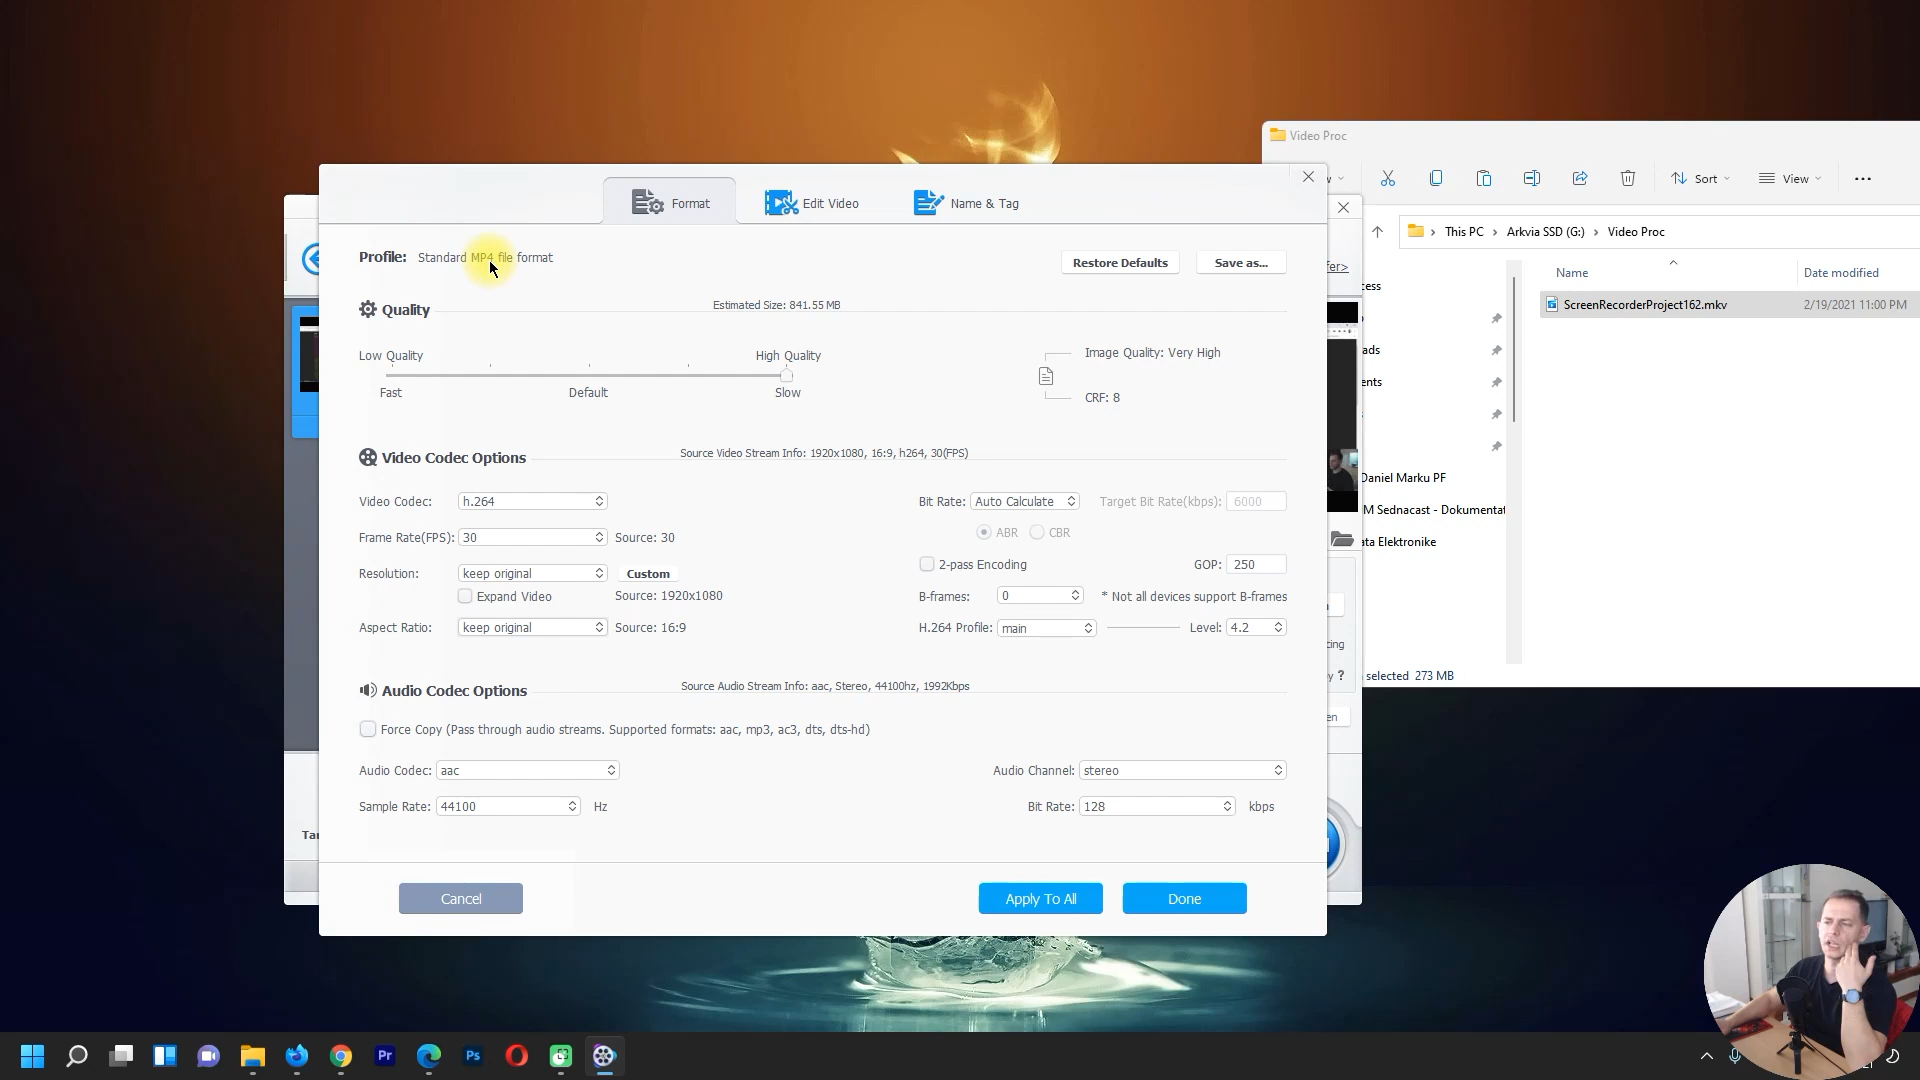 Video Proc
Sort
View
Format
Edit Video
Name & Tag
This PC
Arkvia SSD (G:)
Video Proc
Profile: Standard MP4 file format
Restore Defaults
Save as...
fer>
Name
Date modified
cess
Quality
Estimated Size: 841.55 MB
ScreenRecorderProject162.mkv
2/19/2021 11:00 PM
Low Quality
High Quality
Image Quality: Very High
ads
Fast
Default
Slow
CRF: 8
ents
Video Codec Options
Source Video Stream Info: 1920x1080, 16:9, h264, 30(FPS)
Daniel Marku PF
Video Codec: h.264
Bit Rate: Auto Calculate
Target Bit Rate(kbps): 6000
M Sednacast - Dokumentat
ABR
CBR
Frame Rate(FPS): 30
Source: 30
ata Elektronike
2-pass Encoding
GOP: 250
Resolution: keep original
Custom
Expand Video
Source: 1920x1080
B-frames: 0
* Not all devices support B-frames
Aspect Ratio: keep original
Source: 16:9
H.264 Profile: main
Level: 4.2
ting
y ?
selected 273 MB
Audio Codec Options
Source Audio Stream Info: aac, Stereo, 44100hz, 1992Kbps
en
Force Copy (Pass through audio streams. Supported formats: aac, mp3, ac3, dts, dts-hd)
Audio Codec: aac
Audio Channel: stereo
Sample Rate: 44100 Hz
Bit Rate: 128 kbps
Tar
Cancel
Apply To All
Done
Pr
Ps